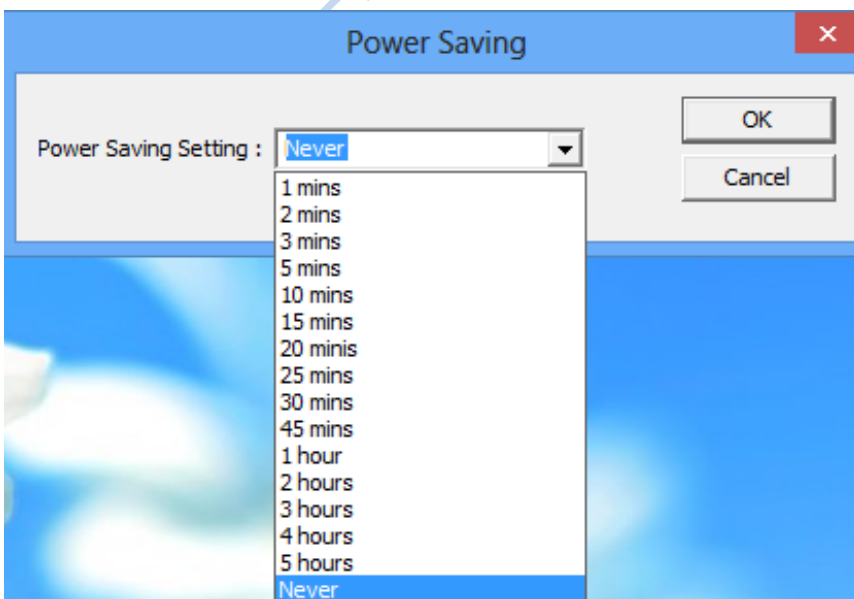 Power Saving
Power Saving Setting : Never
OK
Cancel
1 mins
2 mins
3 mins
5 mins
10 mins
15 mins
20 minis
25 mins
30 mins
45 mins
1 hour
2 hours
3 hours
4 hours
5 hours
Never